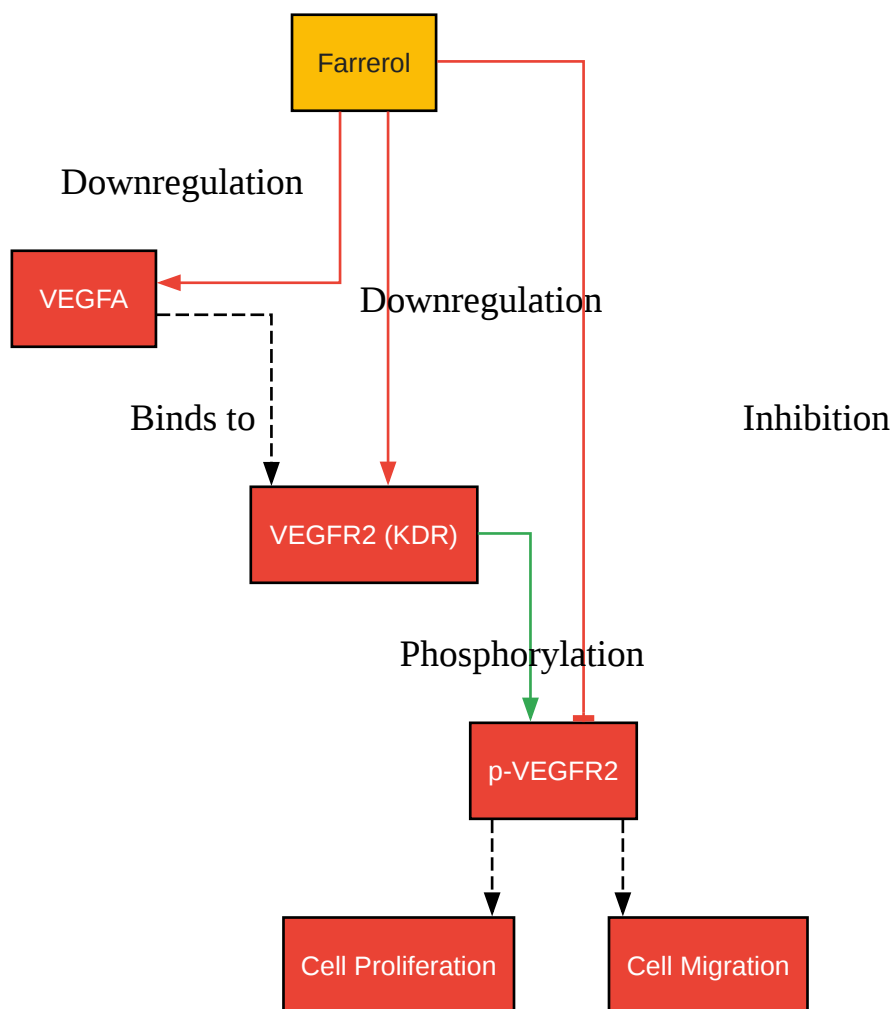 Farrerol
Downregulation
VEGFA
Downregulation
Binds to
Inhibition
VEGFR2 (KDR)
Phosphorylation
p-VEGFR2
Cell Proliferation
Cell Migration